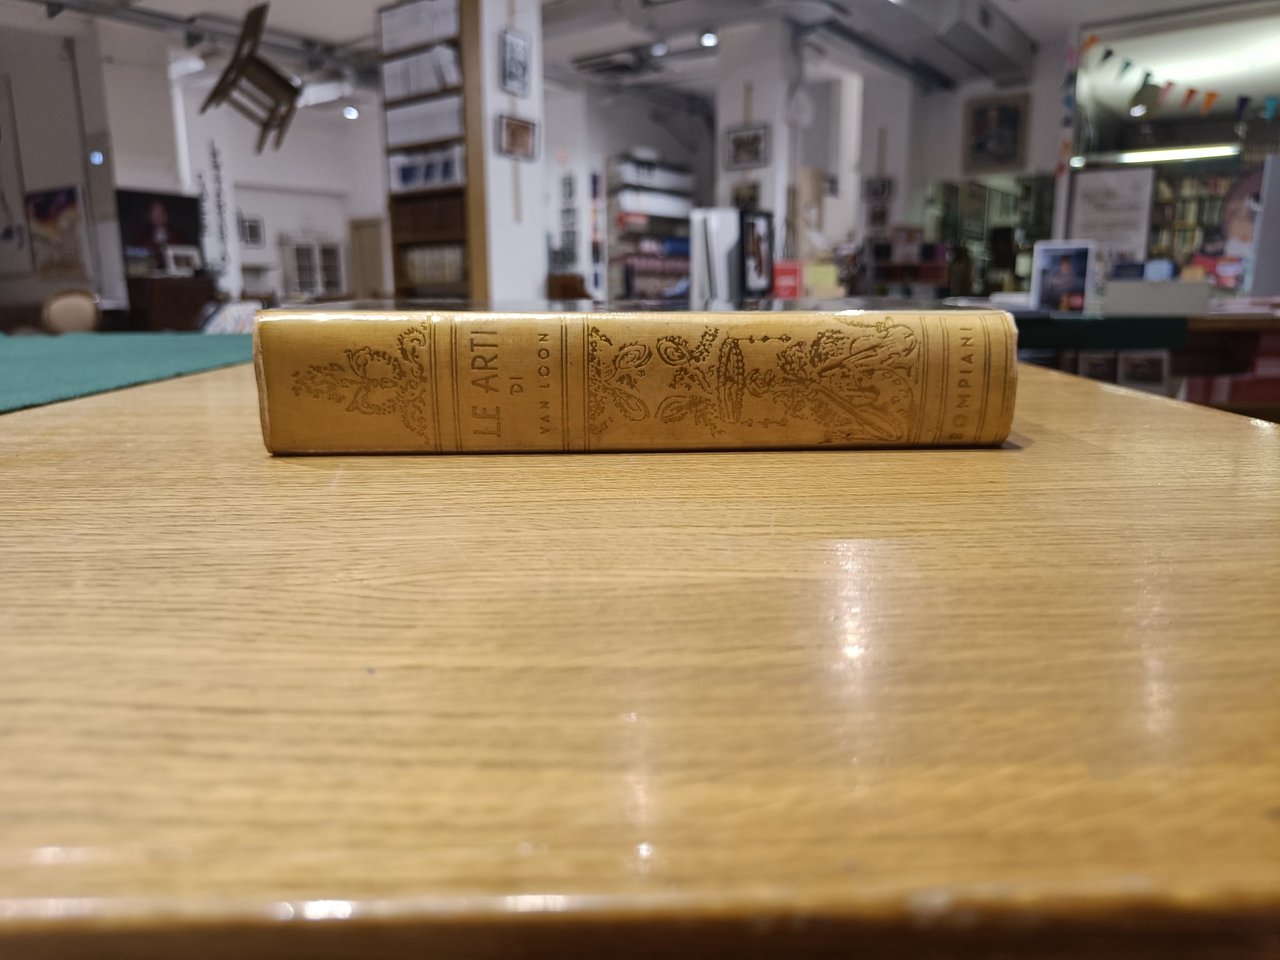 LE ARTI
DI
VAN LOON
BOMPIANI